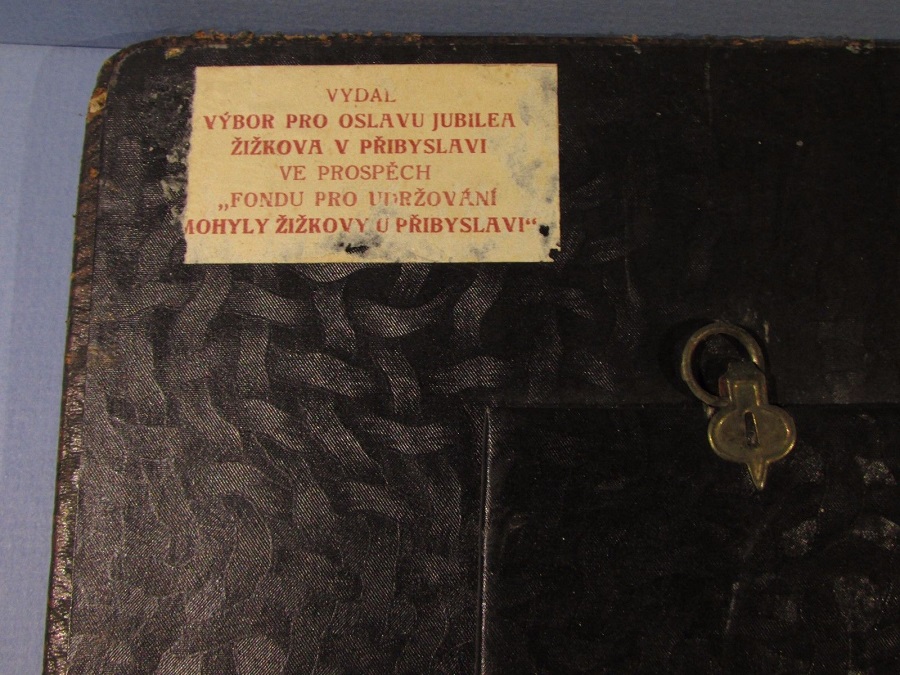 VYDAL
VÝBOR PRO OSLAVU JUBILEA
ŽIŽKOVA V PŘIBYSLAVI
VE PROSPĚCH
„FONDU PRO UDRŽOVÁNÍ
MOHYLY ŽIŽKOVY U PŘIBYSLAVI“